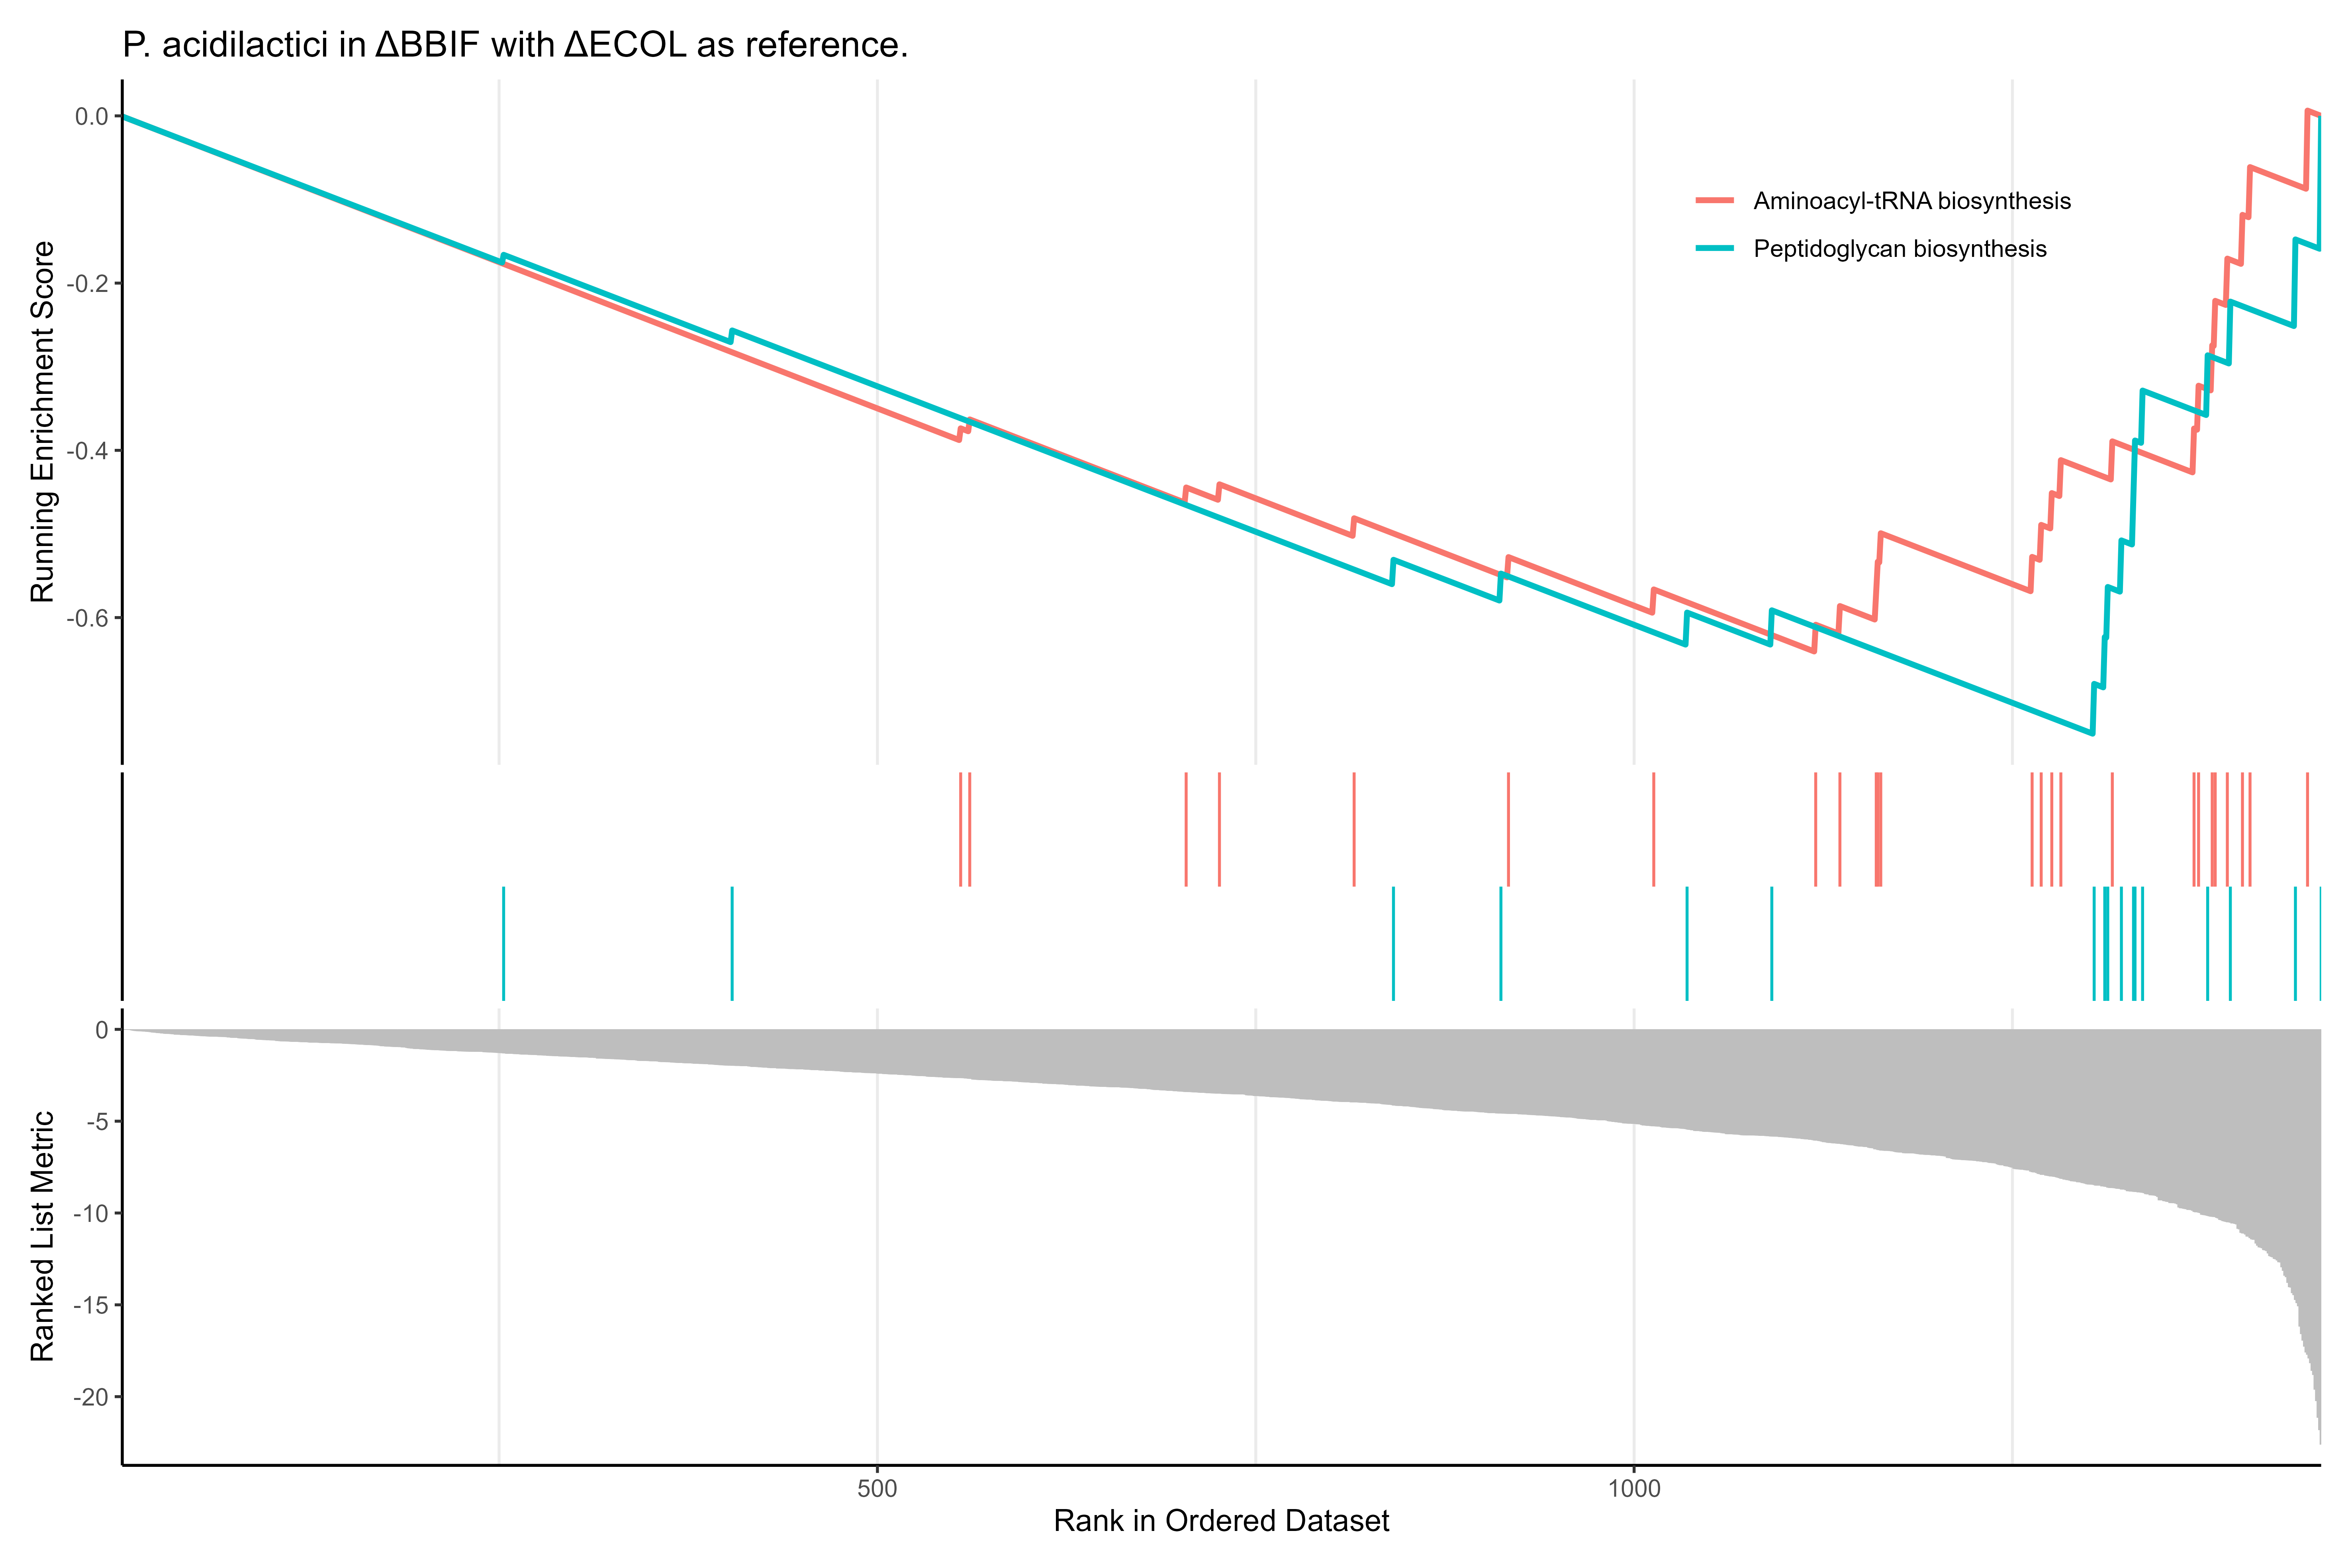 P. acidilactici in ΔBBIF with ΔECOL as reference.
Running Enrichment Score
0.0
-0.2
-0.4
-0.6
Aminoacyl-tRNA biosynthesis
Peptidoglycan biosynthesis
Ranked List Metric
0
-5
-10
-15
-20
500
1000
Rank in Ordered Dataset